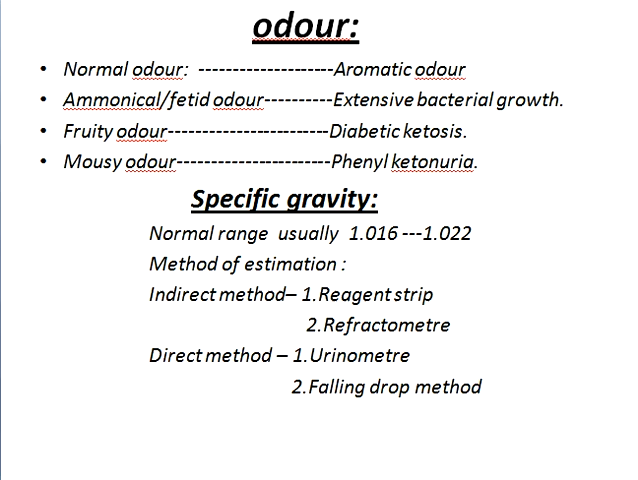 odour:
• Normal odour: --------------------Aromatic odour
• Ammonical/fetid odour----------Extensive bacterial growth.
• Fruity odour------------------------Diabetic ketosis.
• Mousy odour-----------------------Phenyl ketonuria.
Specific gravity:
Normal range usually 1.016 ---1.022
Method of estimation :
Indirect method– 1.Reagent strip
2.Refractometre
Direct method – 1.Urinometre
2.Falling drop method